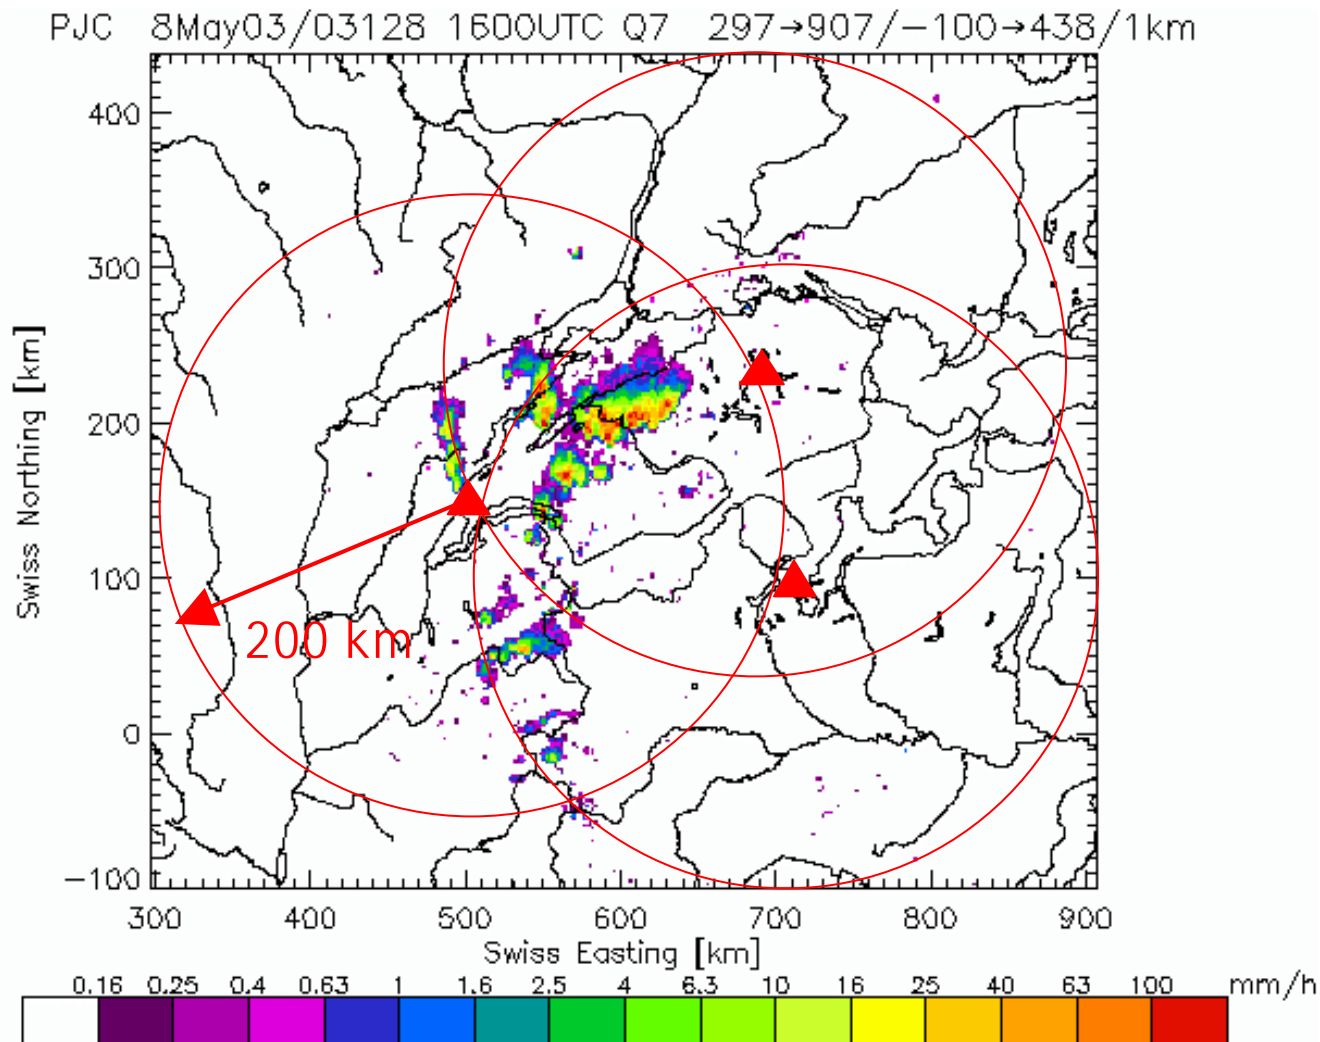 PJC 8May03/03128 1600UTC Q7 297→907/−100→438/1km
Swiss Northing [km]
400
300
200
100
0
−100
200 km
300 400 500 600 700 800 900
Swiss Easting [km]
0.16 0.25 0.4 0.63 1 1.6 2.5 4 6.3 10 16 25 40 63 100 mm/h